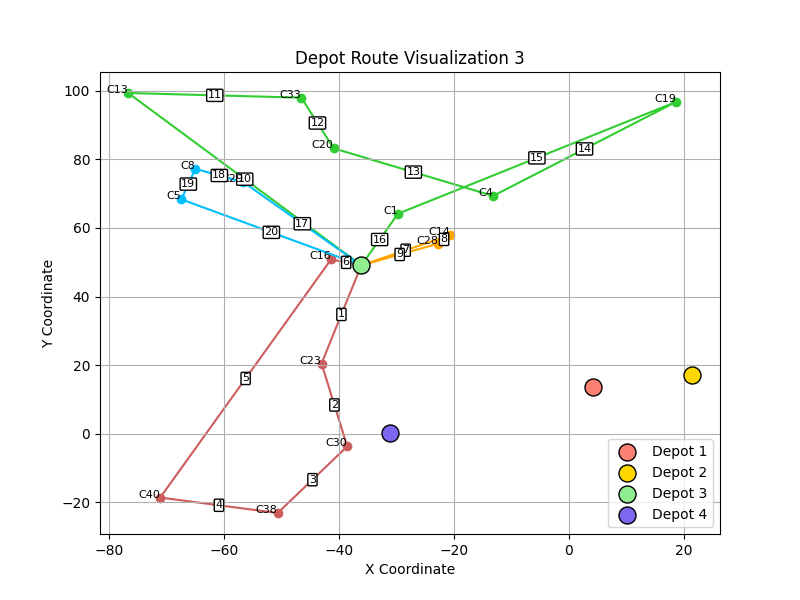 Depot Route Visualization 3
Y Coordinate
100
80
60
40
20
0
−20
−80
−60
−40
−20
0
20
X Coordinate
C13
11
C33
C19
12
C20
15
14
13
C8
18
10
19
C5
C4
C1
17
20
16
C14
C28
8
7
9
C16
6
1
C23
5
2
C30
3
C40
4
C38
Depot 1
Depot 2
Depot 3
Depot 4